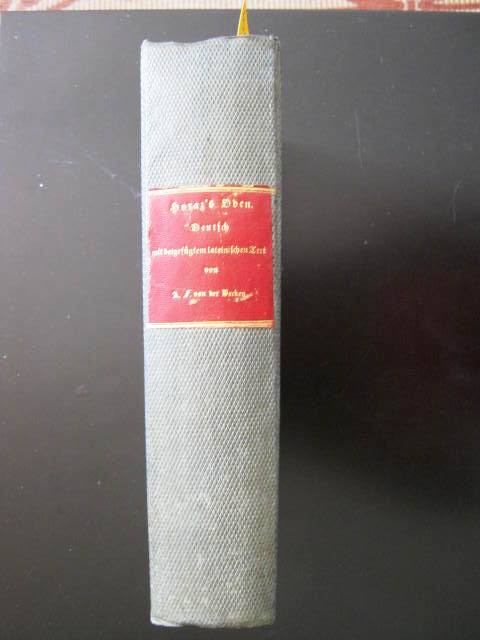 Horaz's Oden.
Deutsch
mit beigefügtem lateinischen Text
von
A. F. von der Decken